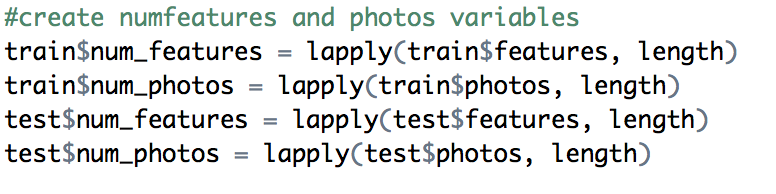 #create numfeatures and photos variables
train$num_features = lapply(train$features, length)
train$num_photos = lapply(train$photos, length)
test$num_features = lapply(test$features, length)
test$num_photos = lapply(test$photos, length)